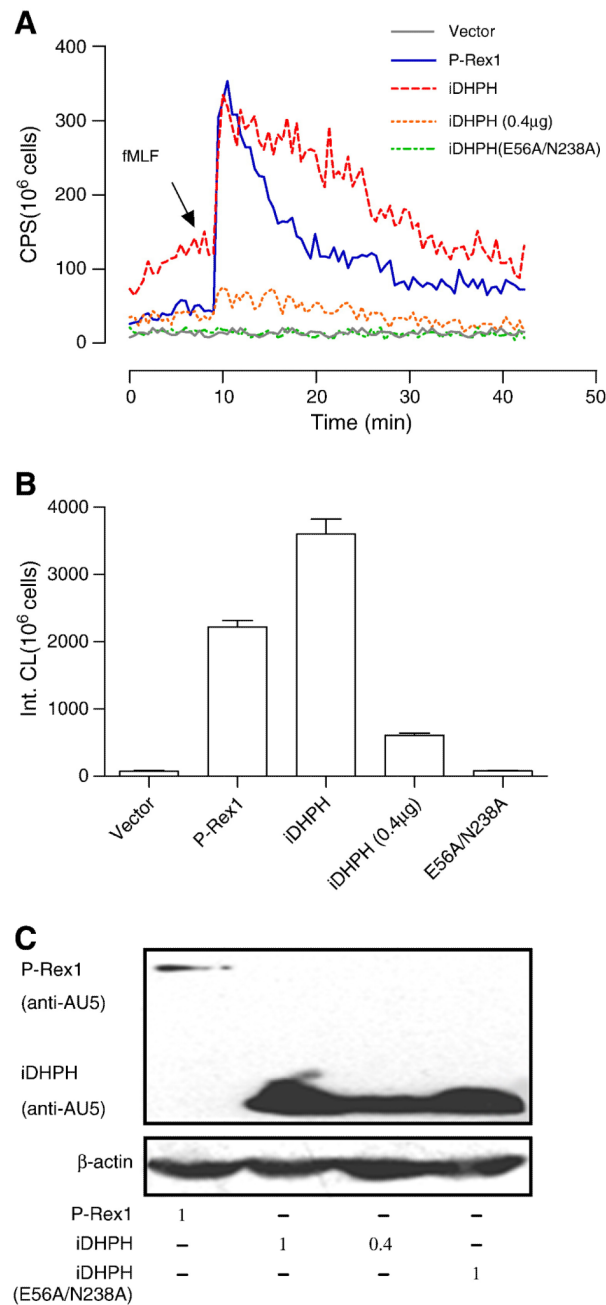 A
Vector
P-Rex1
iDHPH
iDHPH (0.4µg)
iDHPH(E56A/N238A)
fMLF
CPS(10⁶ cells)
400
300
200
100
0
0 10 20 30 40 50
Time (min)
B
Int. CL(10⁶ cells)
4000
3000
2000
1000
0
Vector
P-Rex1
iDHPH
iDHPH (0.4µg)
E56A/N238A
C
P-Rex1
(anti-AU5)
iDHPH
(anti-AU5)
β-actin
P-Rex1 1 – – –
iDHPH – 1 0.4 –
iDHPH – – – 1
(E56A/N238A)